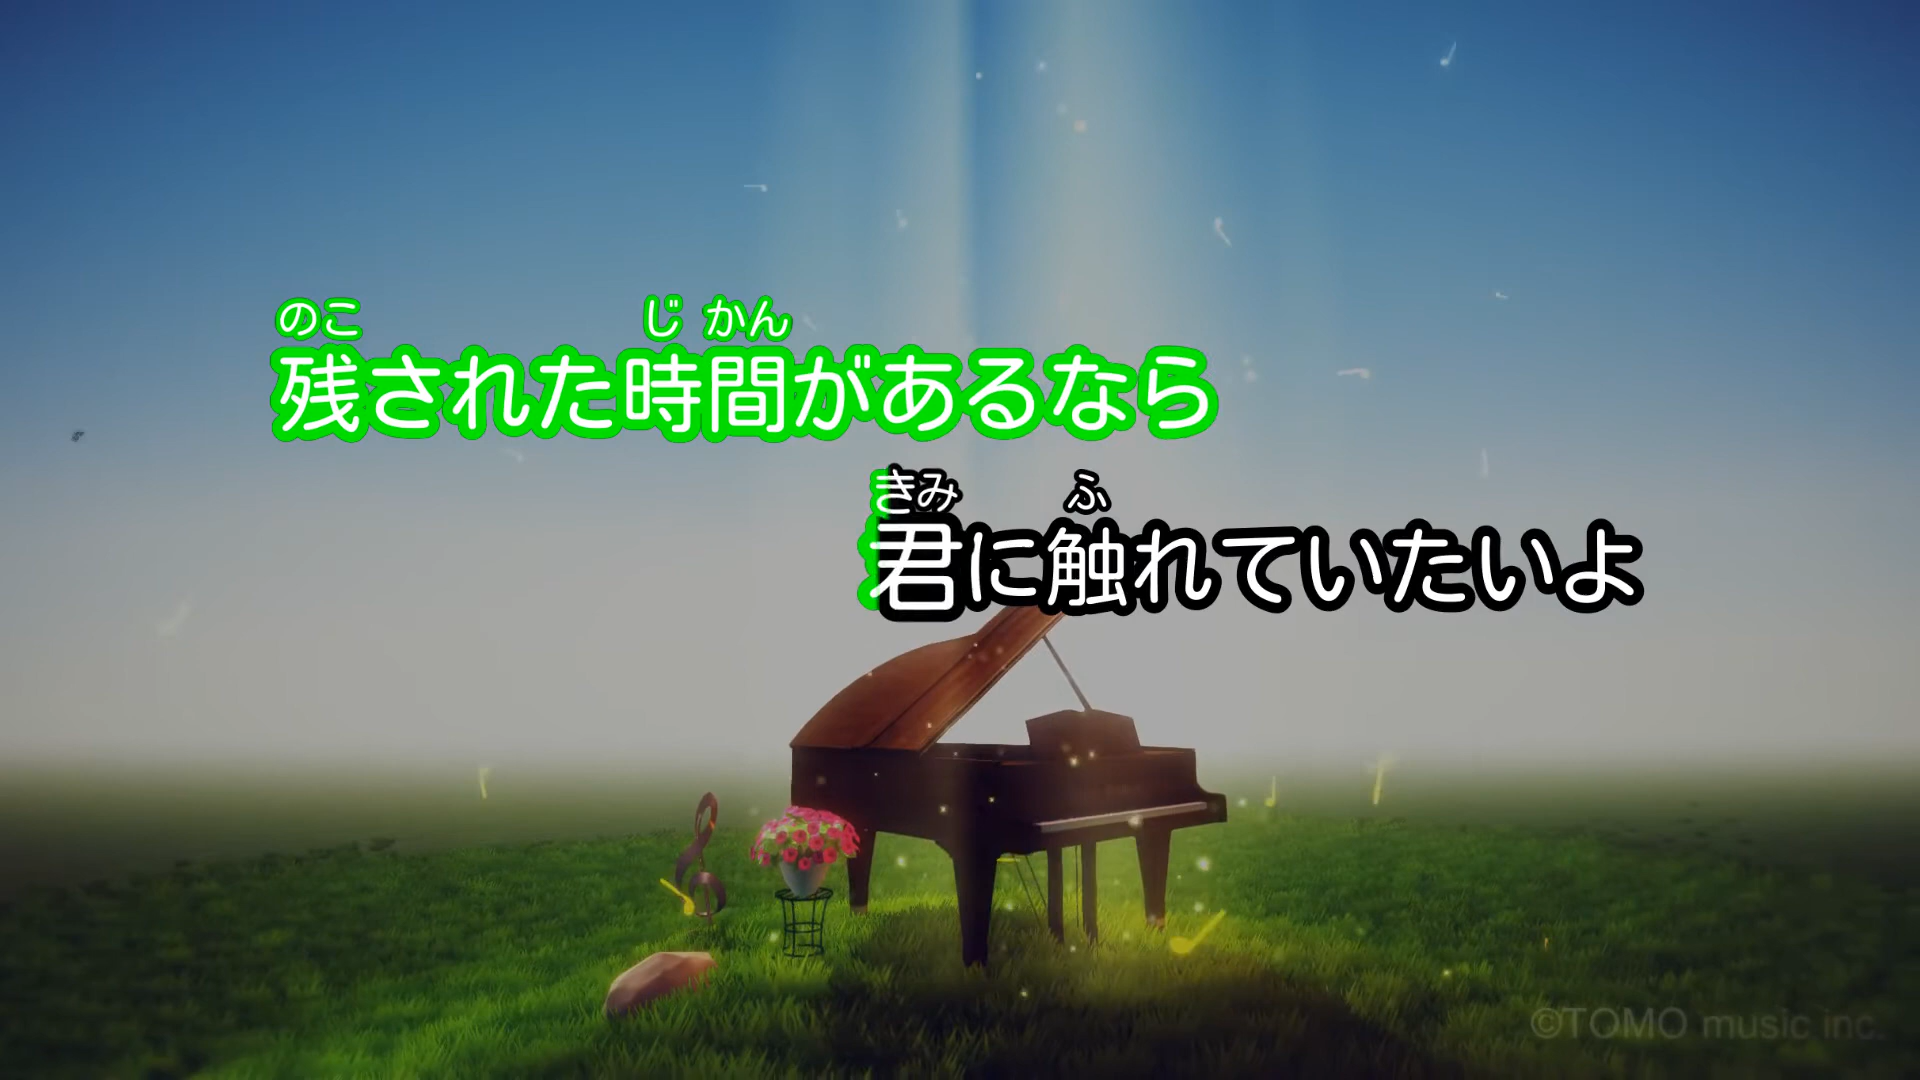 のこ じ かん
残された時間があるなら
きみ ふ
君に触れていたいよ
©TOMO music inc.